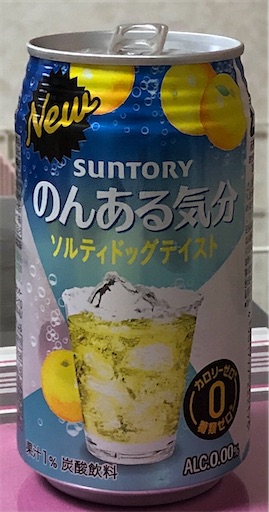 New
SUNTORY
のんある気分
ソルティドッグテイスト
カロリーゼロ
0
糖類ゼロ
果汁1% 炭酸飲料
ALC.0.00%